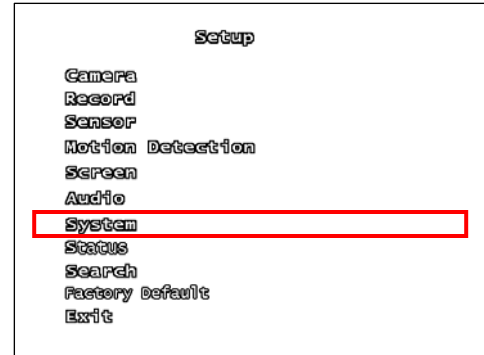 Setup
Camera
Record
Sensor
Motion Detection
Screen
Audio
System
Status
Search
Factory Default
Exit